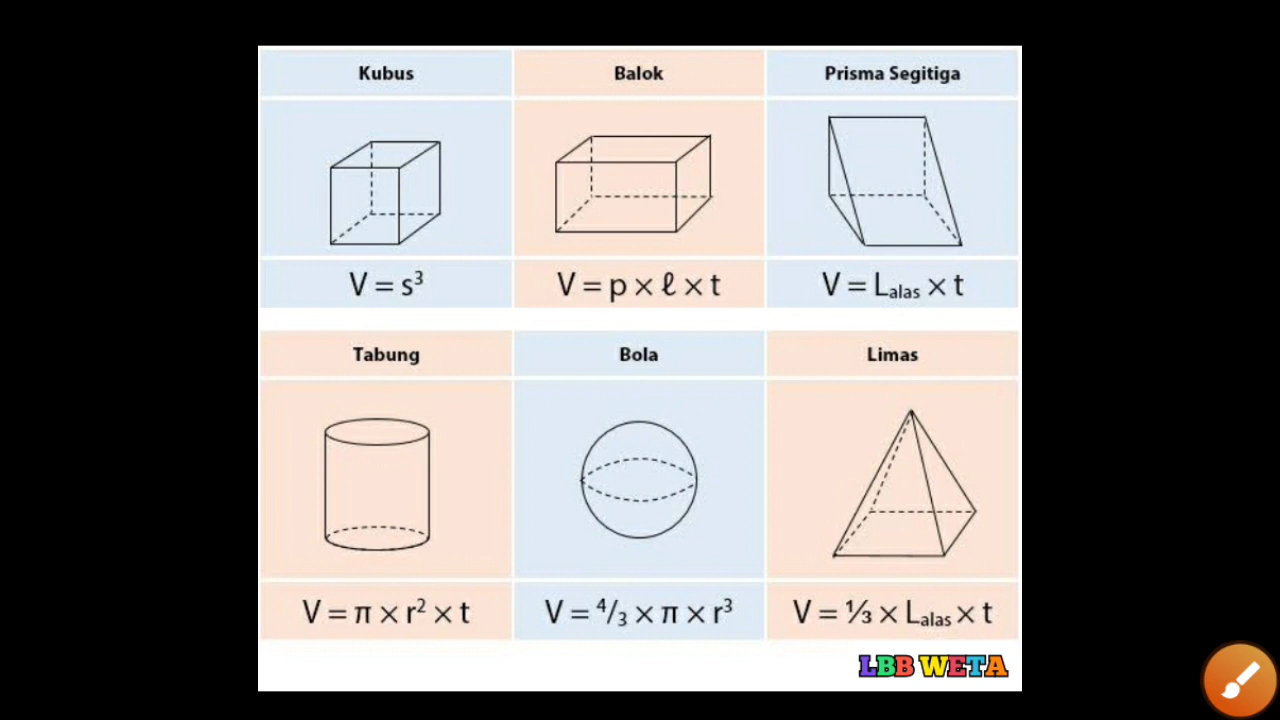 Kubus Balok Prisma Segitiga
V = s³ V = p × ℓ × t V = Lₐₗₐₛ × t
Tabung Bola Limas
V = π × r² × t V = ⁴/₃ × π × r³ V = ⅓ × Lₐₗₐₛ × t
LBB WETA